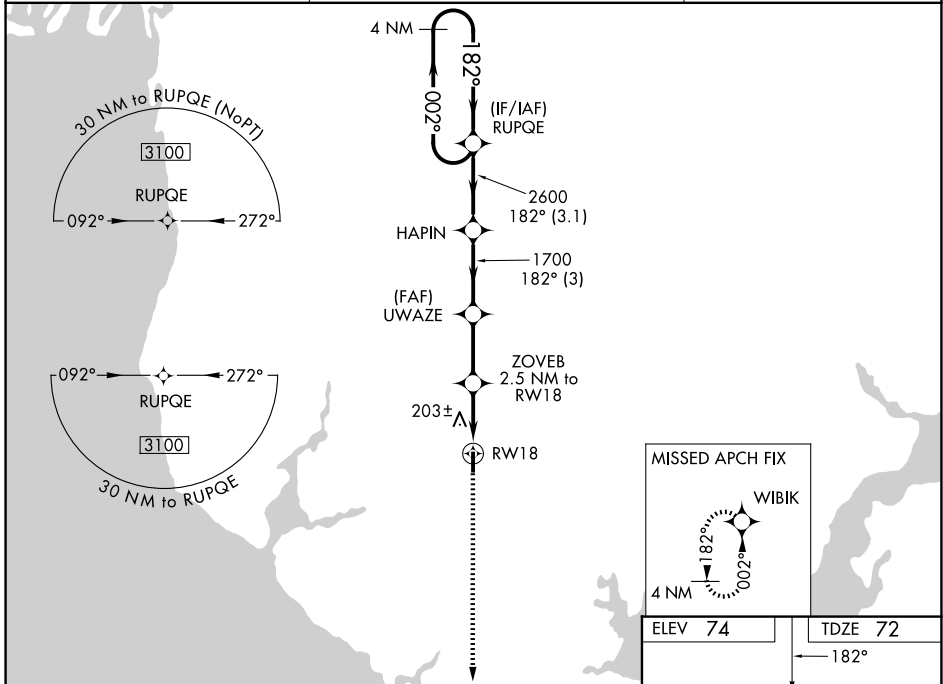 4 NM
182°
002°
(IF/IAF)
RUPQE
30 NM to RUPQE (NoPT)
3100
RUPQE
092°
272°
2600
182° (3.1)
HAPIN
1700
182° (3)
(FAF)
UWAZE
092°
272°
RUPQE
3100
30 NM to RUPQE
ZOVEB
2.5 NM to
RW18
203±
RW18
MISSED APCH FIX
WIBIK
182°
002°
4 NM
ELEV 74
TDZE 72
182°